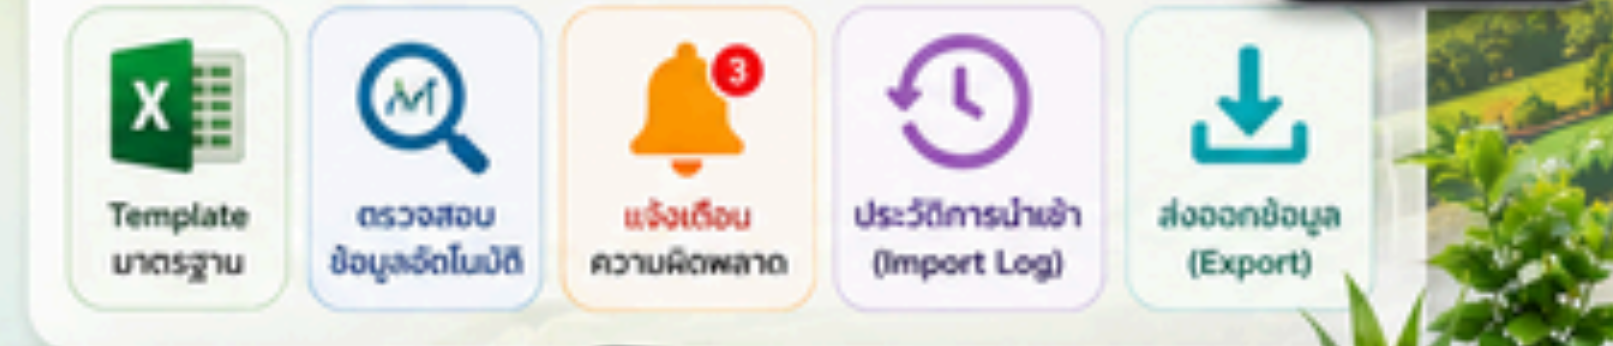 X
Template
มาตรฐาน
ตรวจสอบ
ข้อมูลอัตโนมัติ
3
แจ้งเตือน
ความผิดพลาด
ประวัติการนำเข้า
(Import Log)
ส่งออกข้อมูล
(Export)